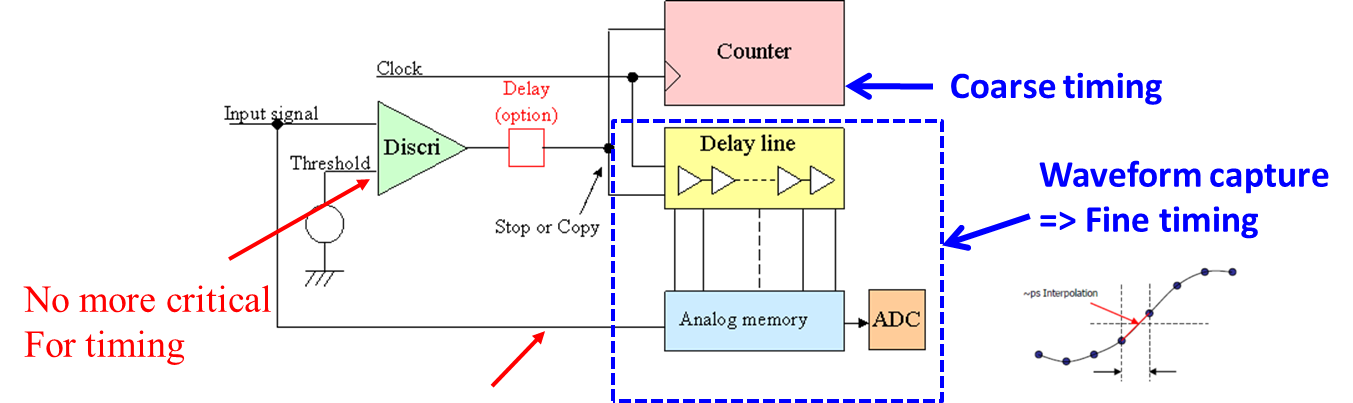 Counter
Clock
Coarse timing
Delay
(option)
Input signal
Discri
Delay line
Threshold
Waveform capture
=> Fine timing
Stop or Copy
No more critical
For timing
~ps Interpolation
Analog memory
ADC